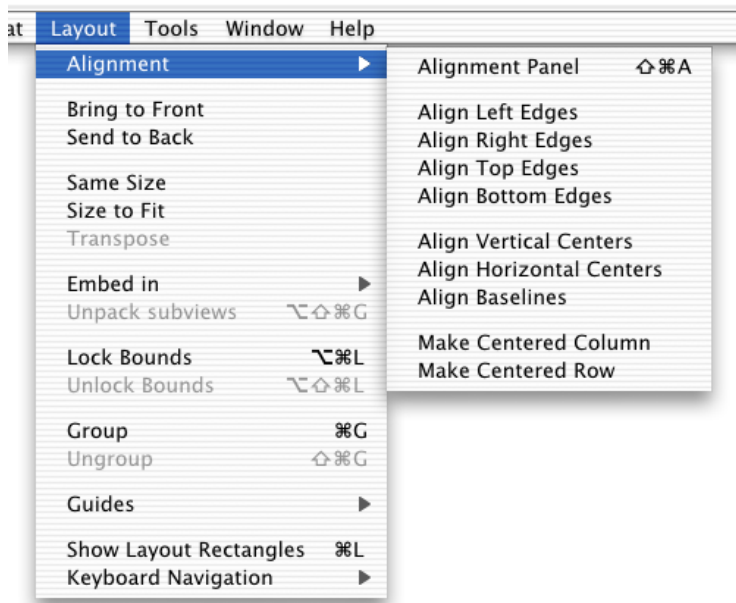 at Layout Tools Window Help
Alignment
Bring to Front
Send to Back
Same Size
Size to Fit
Transpose
Embed in
Unpack subviews ⌥⇧⌘G
Lock Bounds ⌥⌘L
Unlock Bounds ⌥⇧⌘L
Group ⌘G
Ungroup ⇧⌘G
Guides
Show Layout Rectangles ⌘L
Keyboard Navigation
Alignment Panel ⇧⌘A
Align Left Edges
Align Right Edges
Align Top Edges
Align Bottom Edges
Align Vertical Centers
Align Horizontal Centers
Align Baselines
Make Centered Column
Make Centered Row